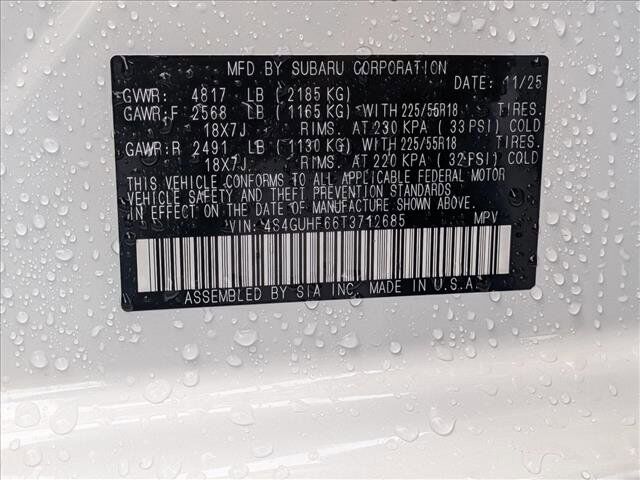 MFD BY SUBARU CORPORATION DATE: 11/25
GVWR: 4817 LB ( 2185 KG)
GAWR:F 2568 LB ( 1165 KG) WITH 225/55R18 TIRES,
18X7J RIMS, AT 230 KPA ( 33 PSI) COLD
GAWR:R 2491 LB ( 1130 KG) WITH 225/55R18 TIRES,
18X7J RIMS, AT 220 KPA ( 32 PSI) COLD
THIS VEHICLE CONFORMS TO ALL APPLICABLE FEDERAL MOTOR
VEHICLE SAFETY AND THEFT PREVENTION STANDARDS
IN EFFECT ON THE DATE OF MANUFACTURE SHOWN ABOVE.
VIN: 4S4GUHF66T3712685 MPV
ASSEMBLED BY SIA INC. MADE IN U.S.A.